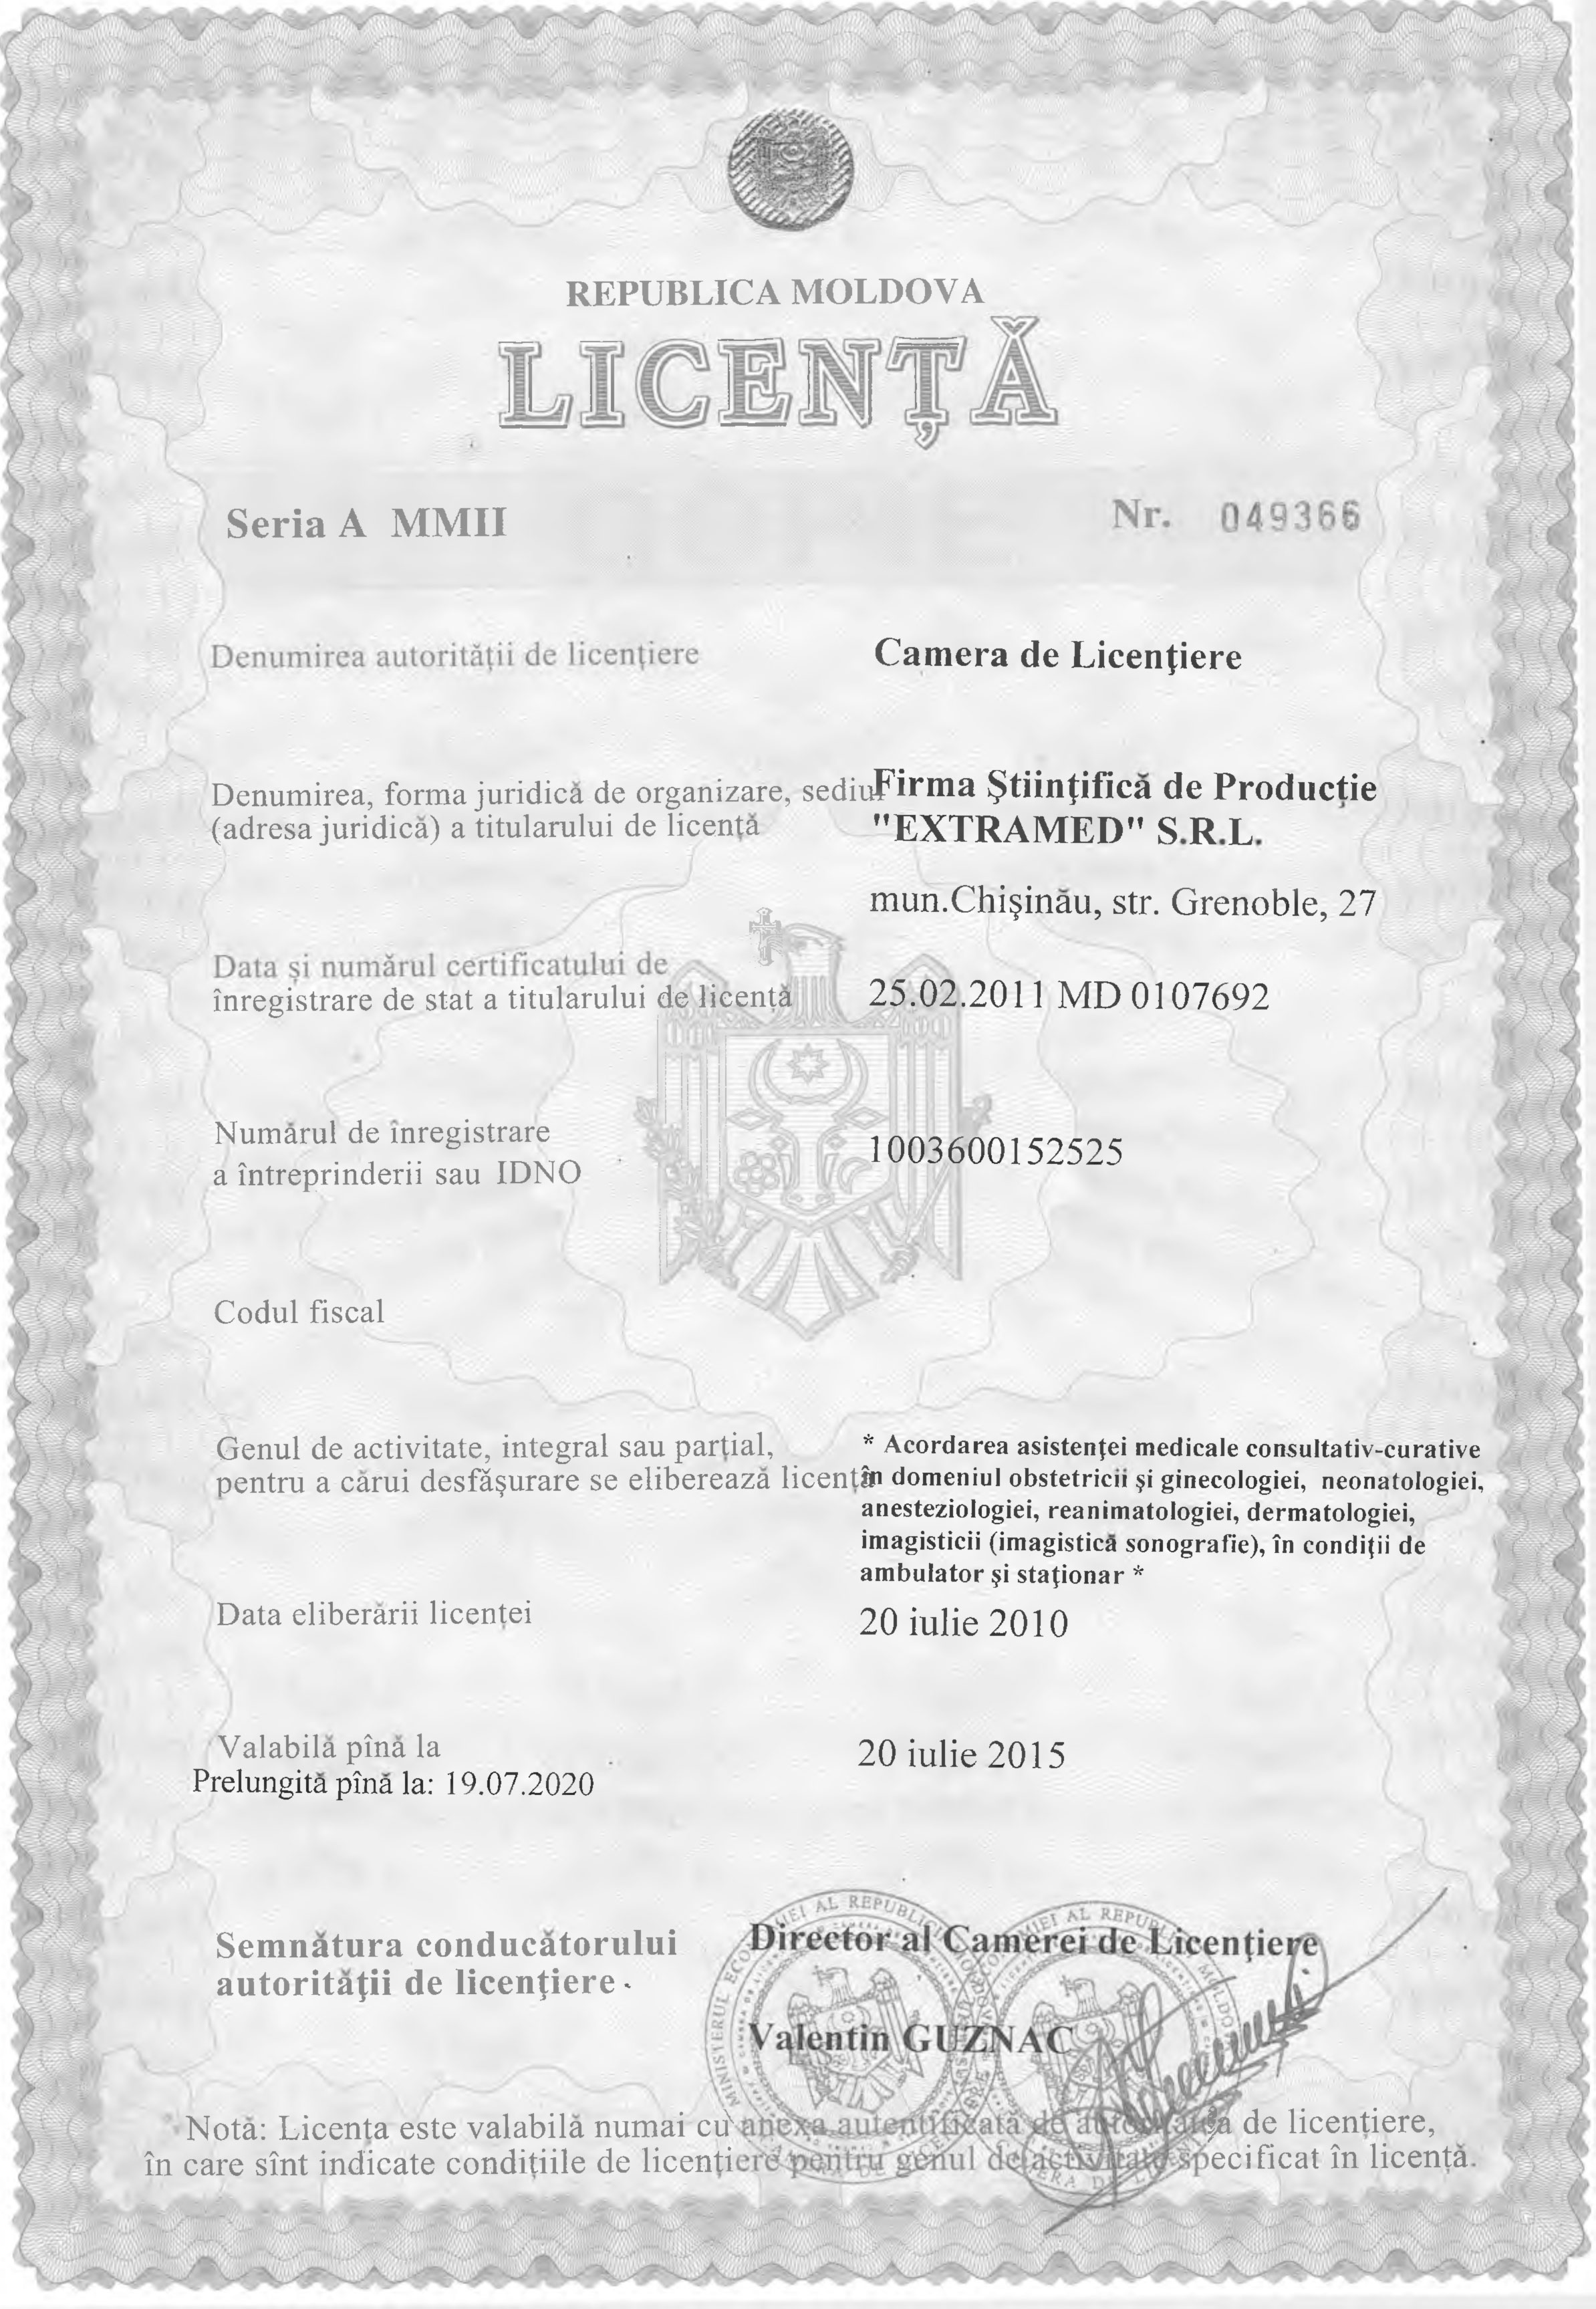 REPUBLICA MOLDOVA
LICENȚĂ
Seria A MMII Nr. 049366
Denumirea autorității de licențiere Camera de Licenţiere
Denumirea, forma juridică de organizare, sediul Firma Ştiinţifică de Producţie
(adresa juridică) a titularului de licență "EXTRAMED" S.R.L.
mun.Chişinău, str. Grenoble, 27
Data și numărul certificatului de
înregistrare de stat a titularului de licență 25.02.2011 MD 0107692
Numărul de înregistrare
a întreprinderii sau IDNO 1003600152525
Codul fiscal
Genul de activitate, integral sau parțial, * Acordarea asistenţei medicale consultativ-curative
pentru a cărui desfășurare se eliberează licența în domeniul obstetricii şi ginecologiei, neonatologiei,
anesteziologiei, reanimatologiei, dermatologiei,
imagisticii (imagistică sonografie), în condiţii de
ambulator şi staţionar *
Data eliberării licenței 20 iulie 2010
Valabilă pînă la 20 iulie 2015
Prelungită pînă la: 19.07.2020
Semnătura conducătorului Director al Camerei de Licenţiere
autorității de licențiere
Valentin GUZNAC
Notă: Licența este valabilă numai cu anexa autentificată de autoritatea de licențiere,
în care sînt indicate condițiile de licențiere pentru genul de activitate specificat în licență.